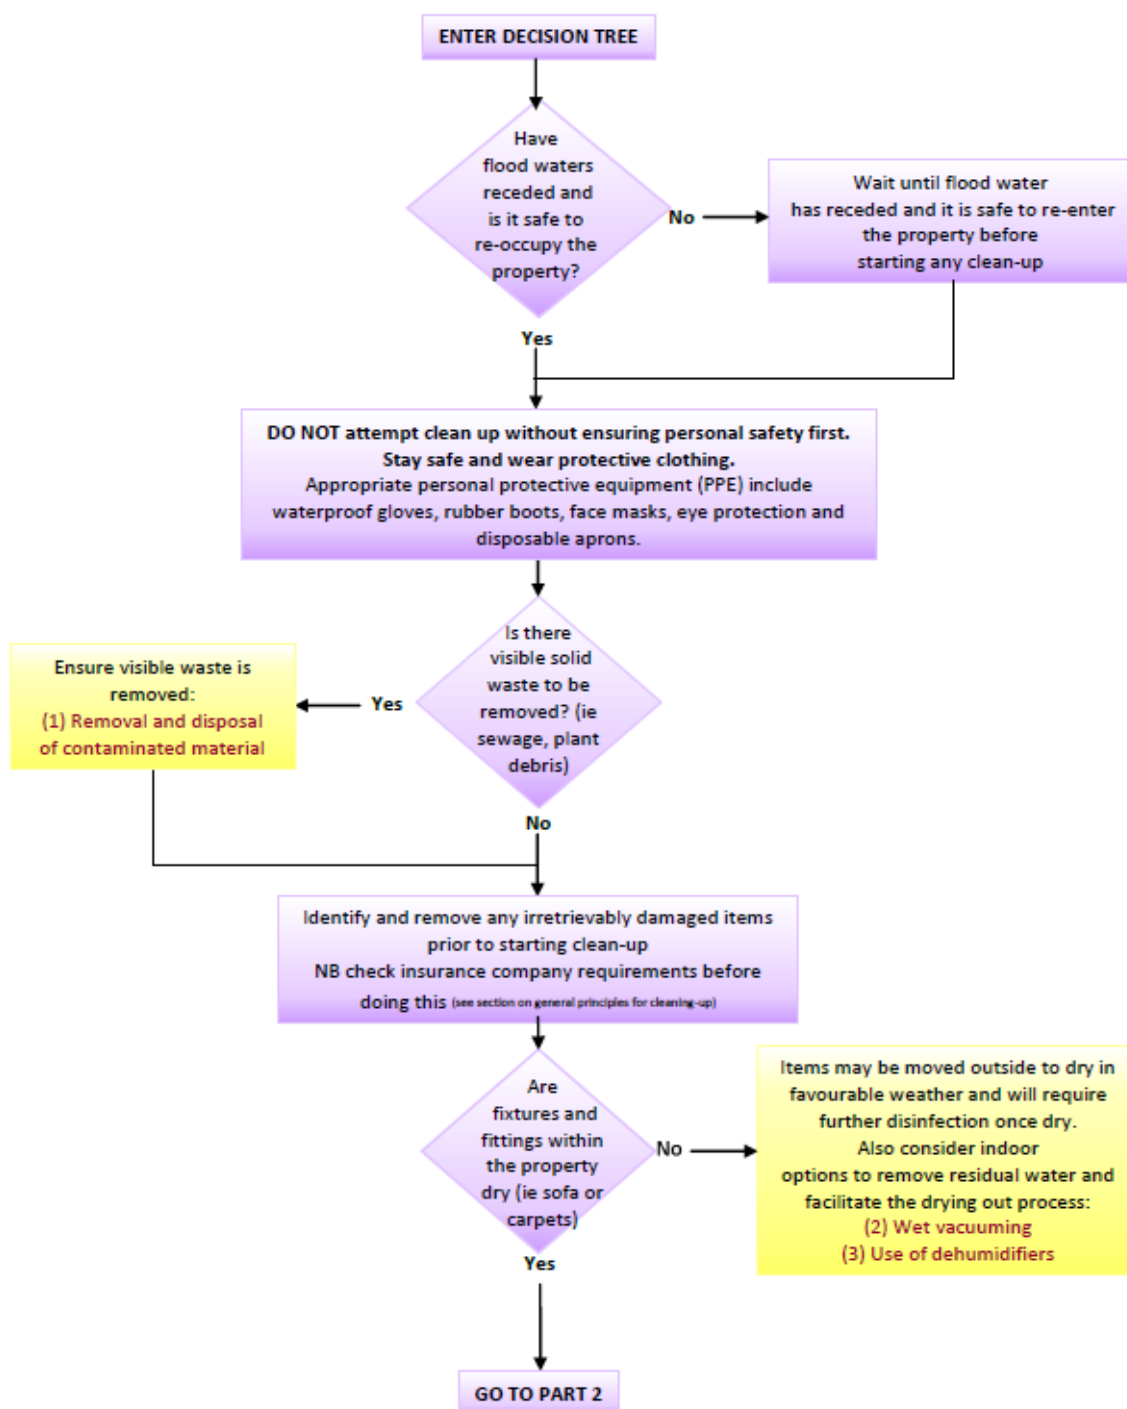 ENTER DECISION TREE
Have
flood waters
receded and
is it safe to
re-occupy the
property?
No
Wait until flood water
has receded and it is safe to re-enter
the property before
starting any clean-up
Yes
DO NOT attempt clean up without ensuring personal safety first.
Stay safe and wear protective clothing.
Appropriate personal protective equipment (PPE) include
waterproof gloves, rubber boots, face masks, eye protection and
disposable aprons.
Is there
visible solid
waste to be
removed? (ie
sewage, plant
debris)
Yes
Ensure visible waste is
removed:
(1) Removal and disposal
of contaminated material
No
Identify and remove any irretrievably damaged items
prior to starting clean-up
NB check insurance company requirements before
doing this (see section on general principles for cleaning-up)
Are
fixtures and
fittings within
the property
dry (ie sofa or
carpets)
No
Items may be moved outside to dry in
favourable weather and will require
further disinfection once dry.
Also consider indoor
options to remove residual water and
facilitate the drying out process:
(2) Wet vacuuming
(3) Use of dehumidifiers
Yes
GO TO PART 2